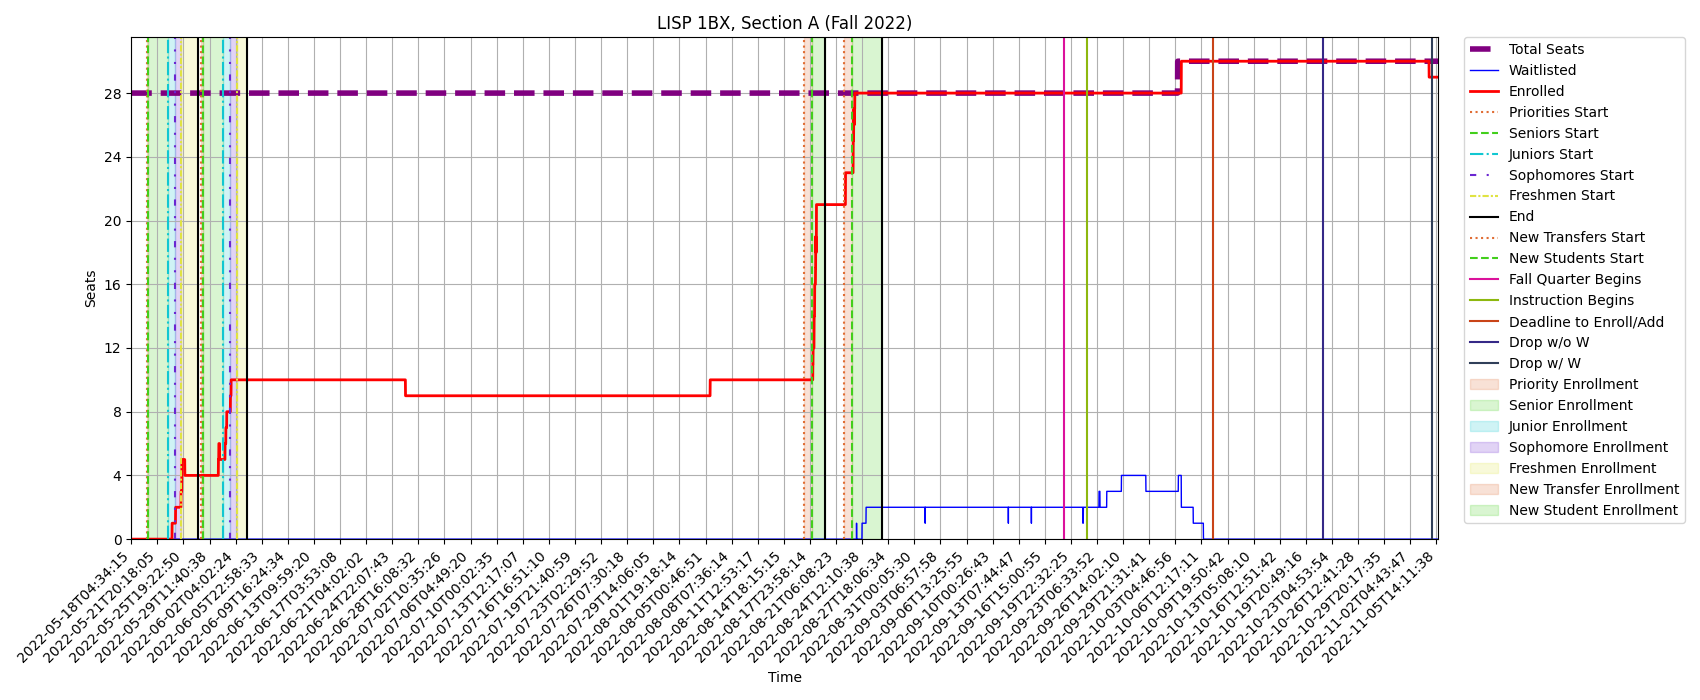 LISP 1BX, Section A (Fall 2022)
Seats
28
24
20
16
12
8
4
0
2022-05-18T04:34:15
2022-05-21T20:18:05
2022-05-25T19:22:50
2022-05-29T11:40:38
2022-06-02T04:02:24
2022-06-05T22:58:33
2022-06-09T16:24:34
2022-06-13T09:59:20
2022-06-17T03:53:08
2022-06-21T04:02:02
2022-06-24T22:07:43
2022-06-28T16:08:32
2022-07-02T10:35:26
2022-07-06T04:49:20
2022-07-10T00:02:35
2022-07-13T12:17:07
2022-07-16T16:51:10
2022-07-19T21:40:59
2022-07-23T02:29:52
2022-07-26T07:30:18
2022-07-29T14:06:05
2022-08-01T19:18:14
2022-08-05T00:46:51
2022-08-08T07:36:14
2022-08-11T12:53:17
2022-08-14T18:15:15
2022-08-17T23:58:14
2022-08-21T06:08:23
2022-08-24T12:10:38
2022-08-27T18:06:34
2022-08-31T00:05:30
2022-09-03T06:57:58
2022-09-06T13:25:55
2022-09-10T00:26:43
2022-09-13T07:44:47
2022-09-16T15:00:55
2022-09-19T22:32:25
2022-09-23T06:33:52
2022-09-26T14:02:10
2022-09-29T21:31:41
2022-10-03T04:46:56
2022-10-06T12:17:11
2022-10-09T19:50:42
2022-10-13T05:08:10
2022-10-16T12:51:42
2022-10-19T20:49:16
2022-10-23T04:53:54
2022-10-26T12:41:28
2022-10-29T20:17:35
2022-11-02T04:43:47
2022-11-05T14:11:38
Time
Total Seats
Waitlisted
Enrolled
Priorities Start
Seniors Start
Juniors Start
Sophomores Start
Freshmen Start
End
New Transfers Start
New Students Start
Fall Quarter Begins
Instruction Begins
Deadline to Enroll/Add
Drop w/o W
Drop w/ W
Priority Enrollment
Senior Enrollment
Junior Enrollment
Sophomore Enrollment
Freshmen Enrollment
New Transfer Enrollment
New Student Enrollment